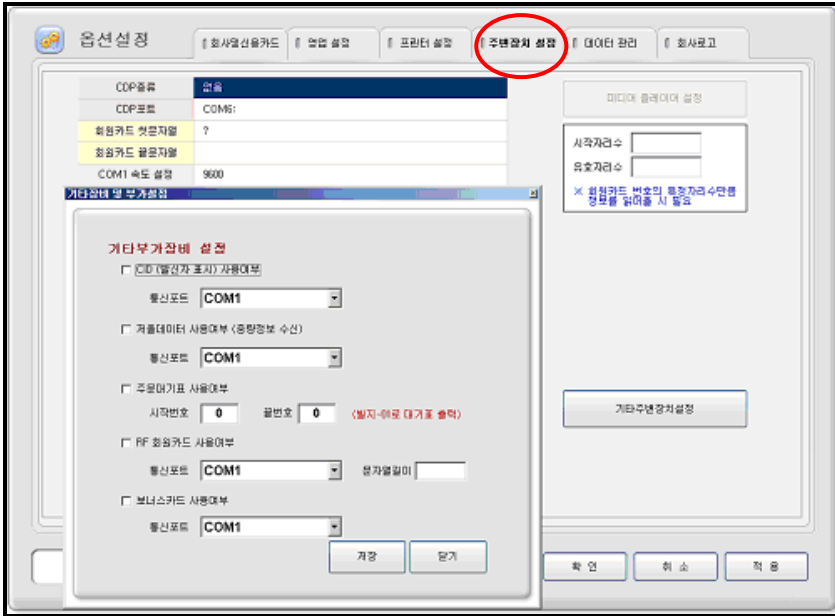 옵션설정
회사명신용카드
영업 설정
프린터 설정
주변장치 설정
데이터 관리
회사로고
CDP종류 없음
CDP포트 COM6:
회원카드 첫문자열 ?
회원카드 끝문자열
COM1 속도 설정 9600
미디어 플레이어 설정
시작자리수
유효자리수
※ 회원카드 번호의 특정자리수만큼
정보를 읽어올 시 필요
기타장비 및 부가설정
기타부가장비 설정
CID (발신자 표시) 사용여부
통신포트 COM1
저울데이터 사용여부 (중량정보 수신)
통신포트 COM1
주문대기표 사용여부
시작번호 0 끝번호 0 (빌지-이로 대기표 출력)
RF 회원카드 사용여부
통신포트 COM1 문자열길이
보너스카드 사용여부
통신포트 COM1
저장 닫기
기타주변장치설정
확 인 취 소 적 용